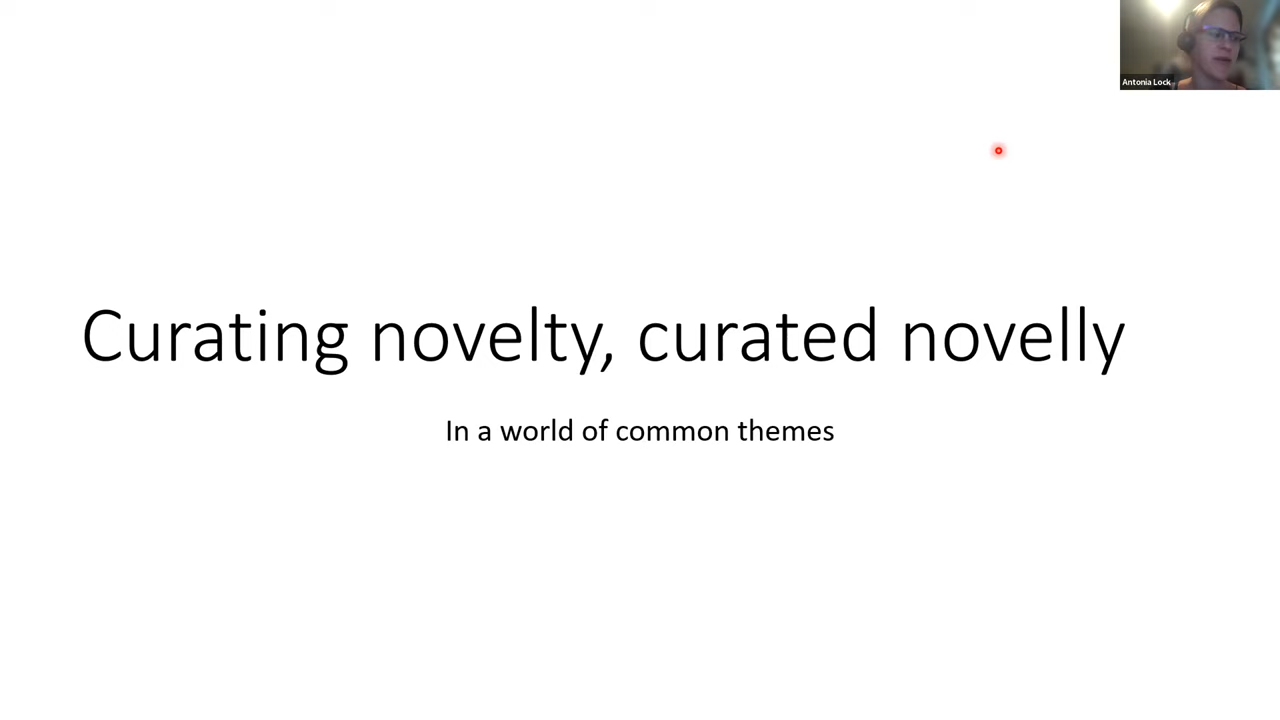 Antonia Lock
Curating novelty, curated novelly
In a world of common themes